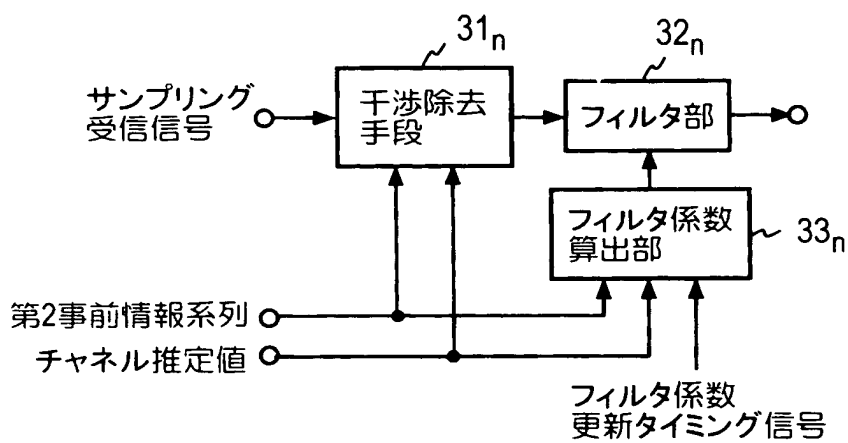 31n
32n
サンプリング
受信信号
干渉除去
手段
フィルタ部
フィルタ係数
算出部
33n
第2事前情報系列
チャネル推定値
フィルタ係数
更新タイミング信号